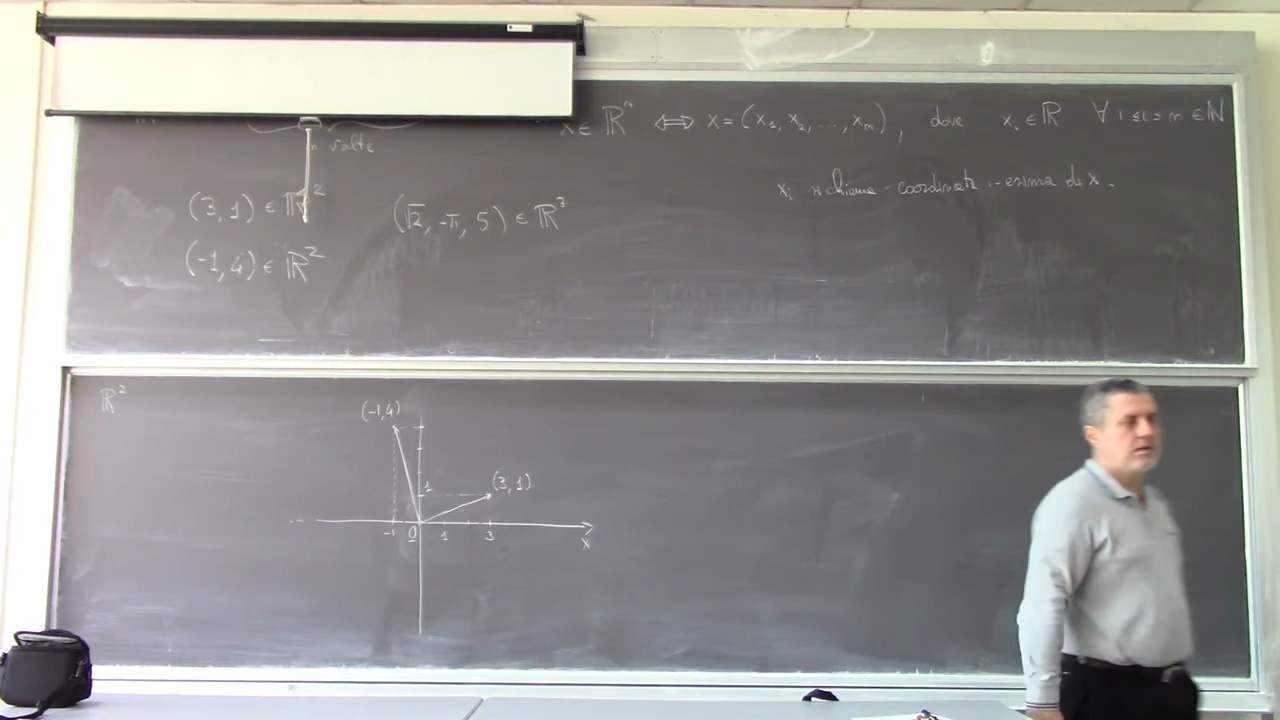 x ∈ ℝⁿ ⟺ x = (x₁, x₂, ..., xₙ), dove xᵢ ∈ ℝ ∀ 1 ≤ i ≤ n ∈ ℕ
n volte
xᵢ si chiama coordinata i-esima di x.
(3, 1) ∈ ℝ²
(√2, -π, 5) ∈ ℝ³
(-1, 4) ∈ ℝ²
ℝ²
(-1, 4)
(3, 1)
1
-1 0 1 3
x